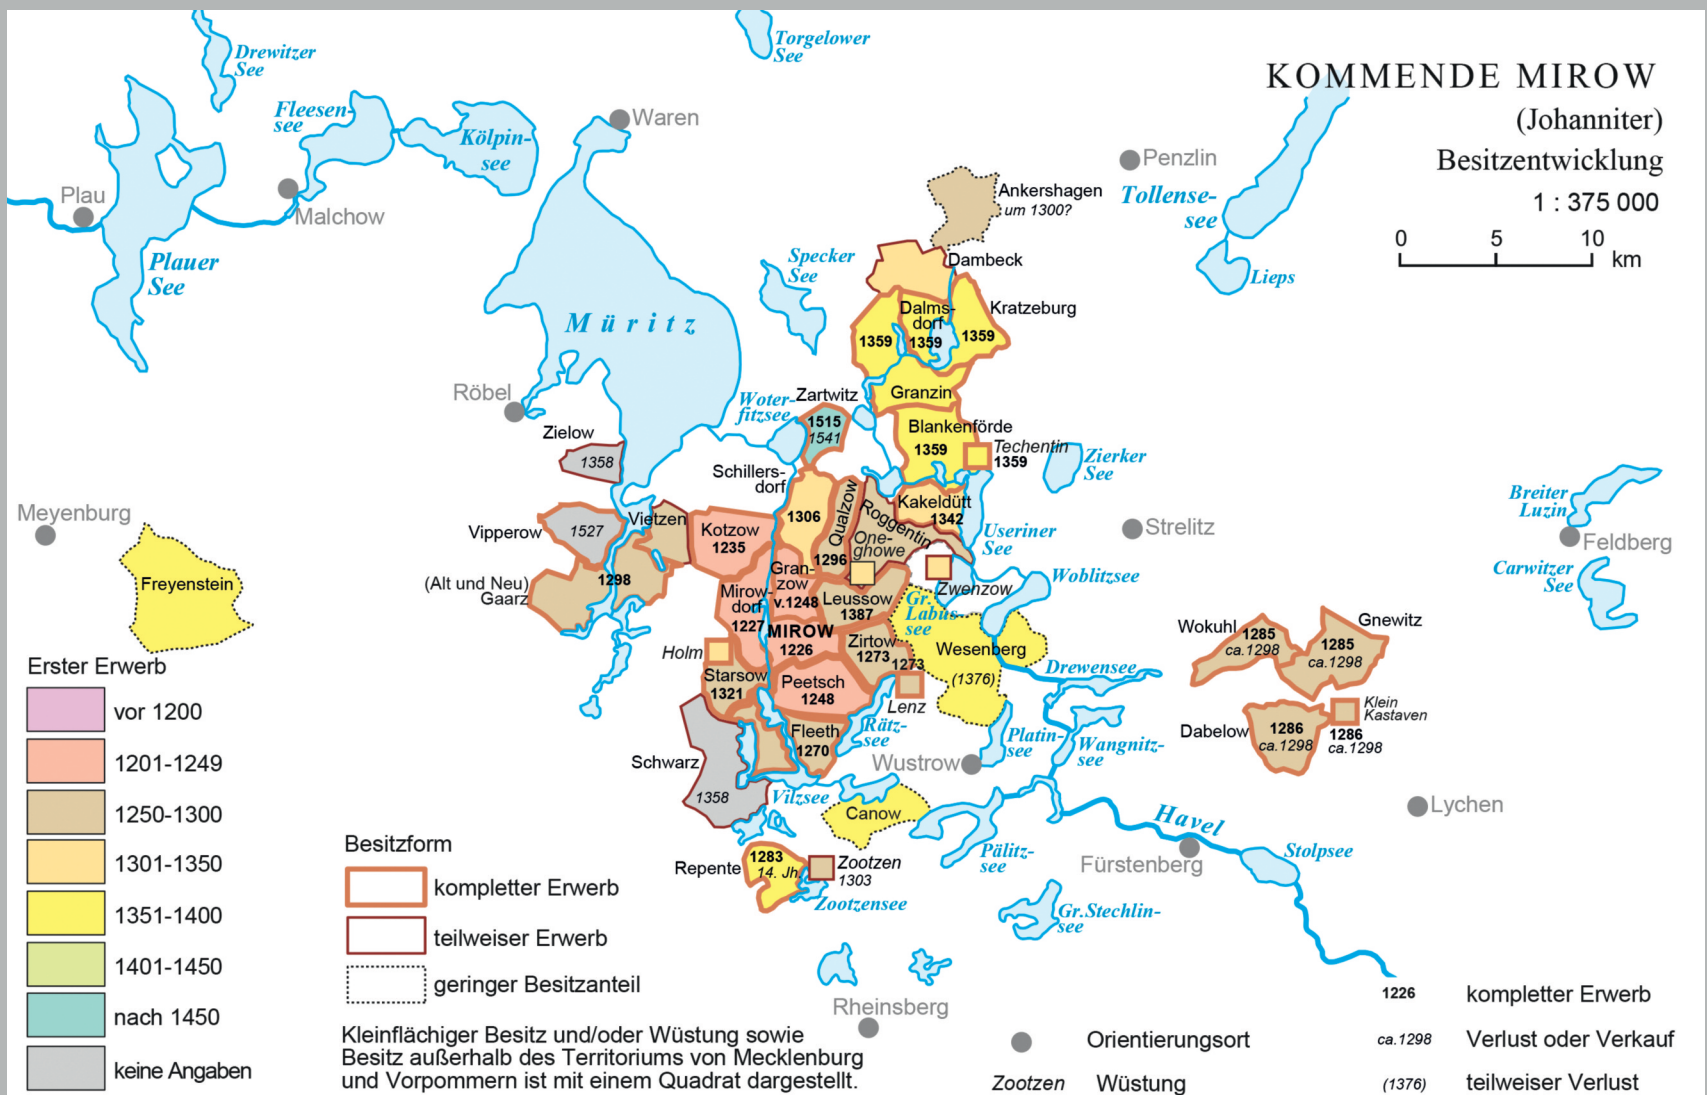 KOMMENDE MIROW
(Johanniter)
Besitzentwicklung
1 : 375 000
0 5 10
km
Drewitzer
See
Torgelower
See
Fleesen-
see
Kölpin-
see
Waren
Penzlin
Plau
Malchow
Ankershagen
um 1300?
Tollense-
see
Plauer
See
Specker
See
Dambeck
Lieps
Müritz
Dalms-
dorf
1359
1359
1359
Kratzeburg
Röbel
Granzin
Woter-
fitzsee
Zartwitz
1515
1541
Blankenförde
1359
Techentin
1359
Zierker
See
Zielow
1358
Schillers-
dorf
1306
Qualzow
1296
Roggentin
Kakeldütt
1342
Breiter
Luzin
Meyenburg
Vipperow
1527
Vietzen
Kotzow
1235
One-
ghowe
Useriner
See
Strelitz
Feldberg
Freyenstein
(Alt und Neu)
Gaarz
1298
Gran-
zow
v.1248
Mirow-
dorf
1227
Leussow
1387
Gr.
Labus-
see
Zwenzow
Woblitzsee
Carwitzer
See
MIROW
1226
Zirtow
1273
1273
Wesenberg
(1376)
Wokuhl
1285
ca.1298
Gnewitz
1285
ca.1298
Holm
Starsow
1321
Peetsch
1248
Lenz
Drewensee
Klein
Kastaven
1286
ca.1298
Dabelow
1286
ca.1298
Schwarz
1358
Fleeth
1270
Rätz-
see
Wustrow
Platin-
see
Wangnitz-
see
Vilzsee
Canow
Havel
Lychen
Repente
1283
14. Jh.
Zootzen
1303
Zootzensee
Pälitz-
see
Fürstenberg
Stolpsee
Gr.Stechlin-
see
Rheinsberg
Erster Erwerb
vor 1200
1201-1249
1250-1300
1301-1350
1351-1400
1401-1450
nach 1450
keine Angaben
Besitzform
kompletter Erwerb
teilweiser Erwerb
geringer Besitzanteil
Kleinflächiger Besitz und/oder Wüstung sowie
Besitz außerhalb des Territoriums von Mecklenburg
und Vorpommern ist mit einem Quadrat dargestellt.
Orientierungsort
Zootzen Wüstung
1226 kompletter Erwerb
ca.1298 Verlust oder Verkauf
(1376) teilweiser Verlust